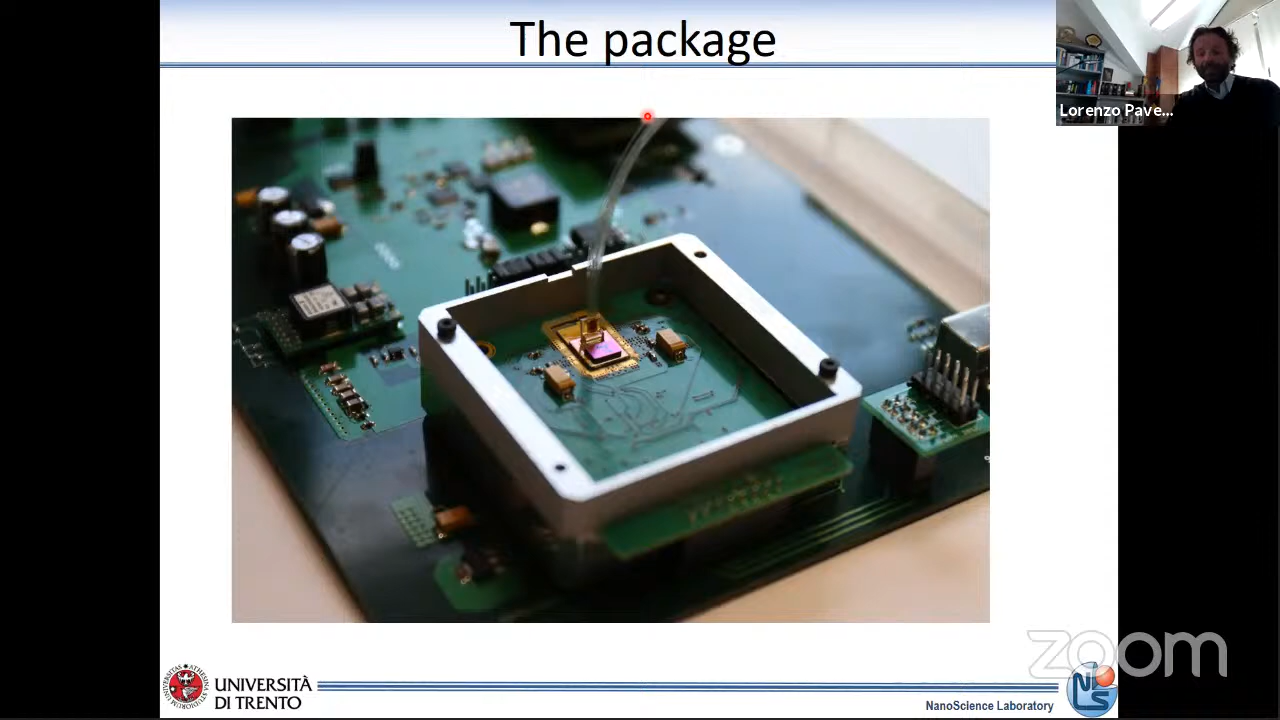 The package
Lorenzo Pave...
UNIVERSITÀ
DI TRENTO
NanoScience Laboratory
zoom